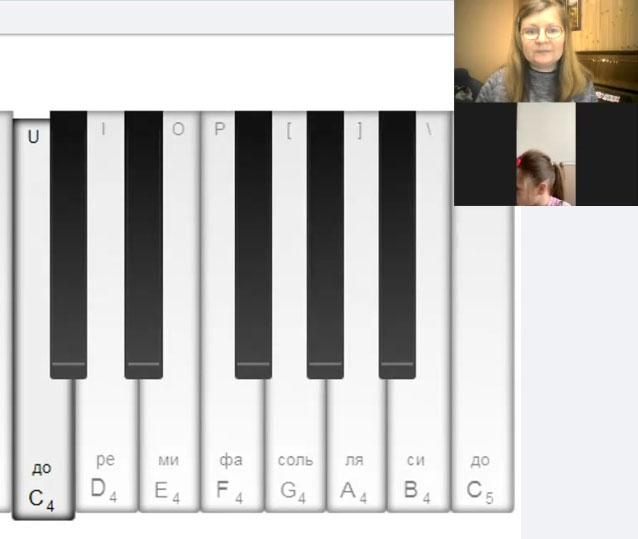 U I O P [ ] \
до ре ми фа соль ля си до
C4 D4 E4 F4 G4 A4 B4 C5